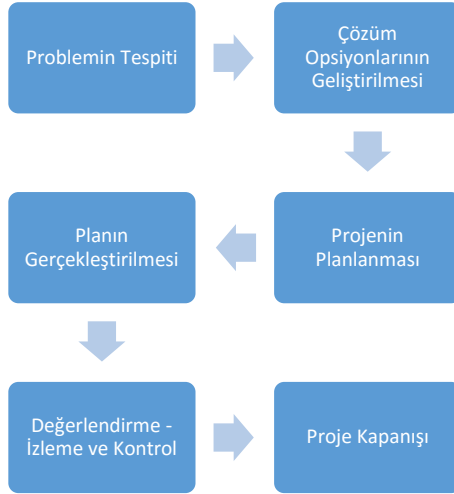 Problemin Tespiti
Çözüm
Opsiyonlarının
Geliştirilmesi
Projenin
Planlanması
Planın
Gerçekleştirilmesi
Değerlendirme -
İzleme ve Kontrol
Proje Kapanışı